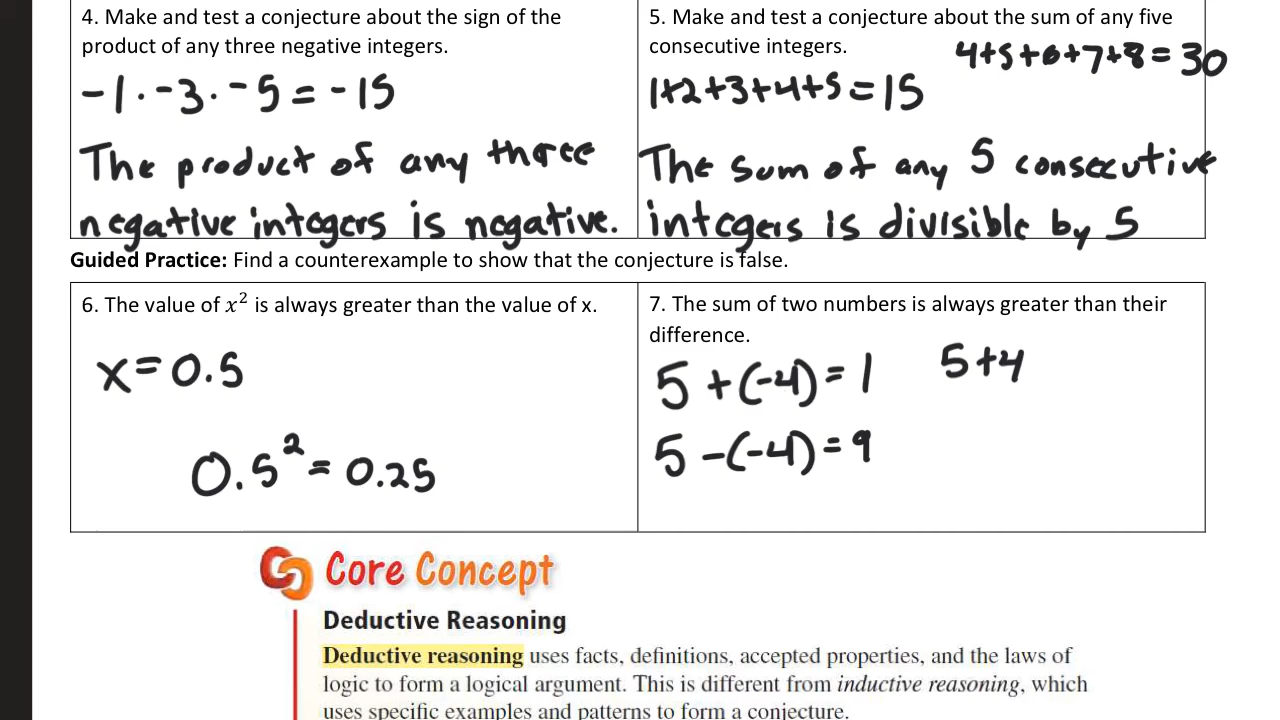 4. Make and test a conjecture about the sign of the
product of any three negative integers.
-1 · -3 · -5 = -15
The product of any three
negative integers is negative.
5. Make and test a conjecture about the sum of any five
consecutive integers.
4+5+6+7+8=30
1+2+3+4+5=15
The sum of any 5 consecutive
integers is divisible by 5
Guided Practice: Find a counterexample to show that the conjecture is false.
6. The value of x² is always greater than the value of x.
x=0.5
0.5²=0.25
7. The sum of two numbers is always greater than their
difference.
5+(-4)=1
5+4
5-(-4)=9
Core Concept
Deductive Reasoning
Deductive reasoning uses facts, definitions, accepted properties, and the laws of
logic to form a logical argument. This is different from inductive reasoning, which
uses specific examples and patterns to form a conjecture.